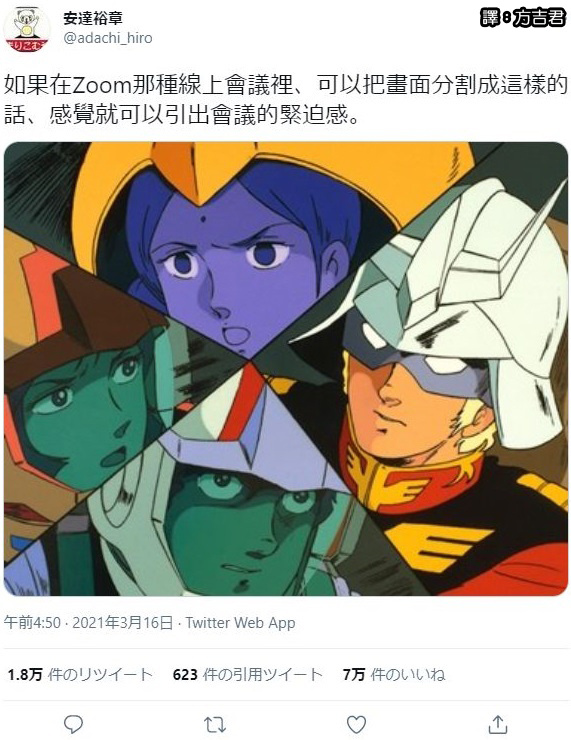 安達裕章
@adachi_hiro
譯8方吉君
如果在Zoom那種線上會議裡、可以把畫面分割成這樣的
話、感覺就可以引出會議的緊迫感。
午前4:50 · 2021年3月16日 · Twitter Web App
1.8万 件のリツイート 623 件の引用ツイート 7万 件のいいね